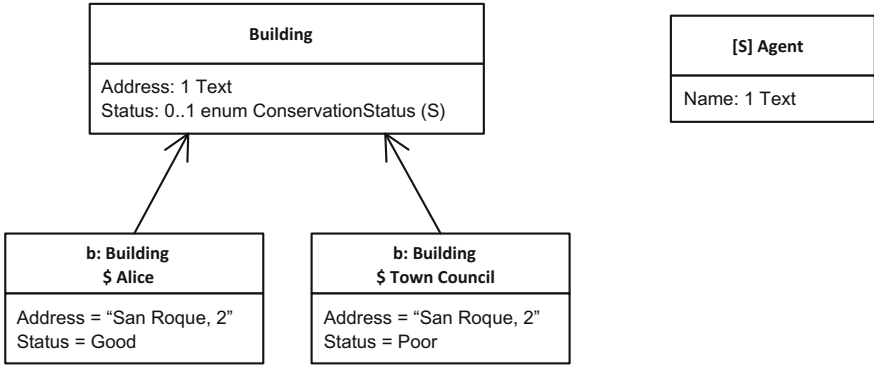 Building
Address: 1 Text
Status: 0..1 enum ConservationStatus (S)
[S] Agent
Name: 1 Text
b: Building
$ Alice
Address = “San Roque, 2”
Status = Good
b: Building
$ Town Council
Address = “San Roque, 2”
Status = Poor